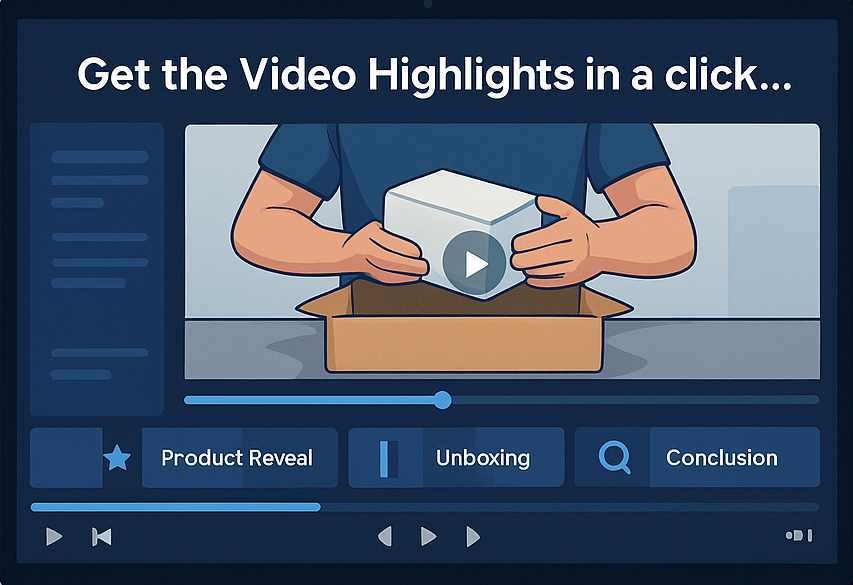 Get the Video Highlights in a click...
Product Reveal
Unboxing
Conclusion